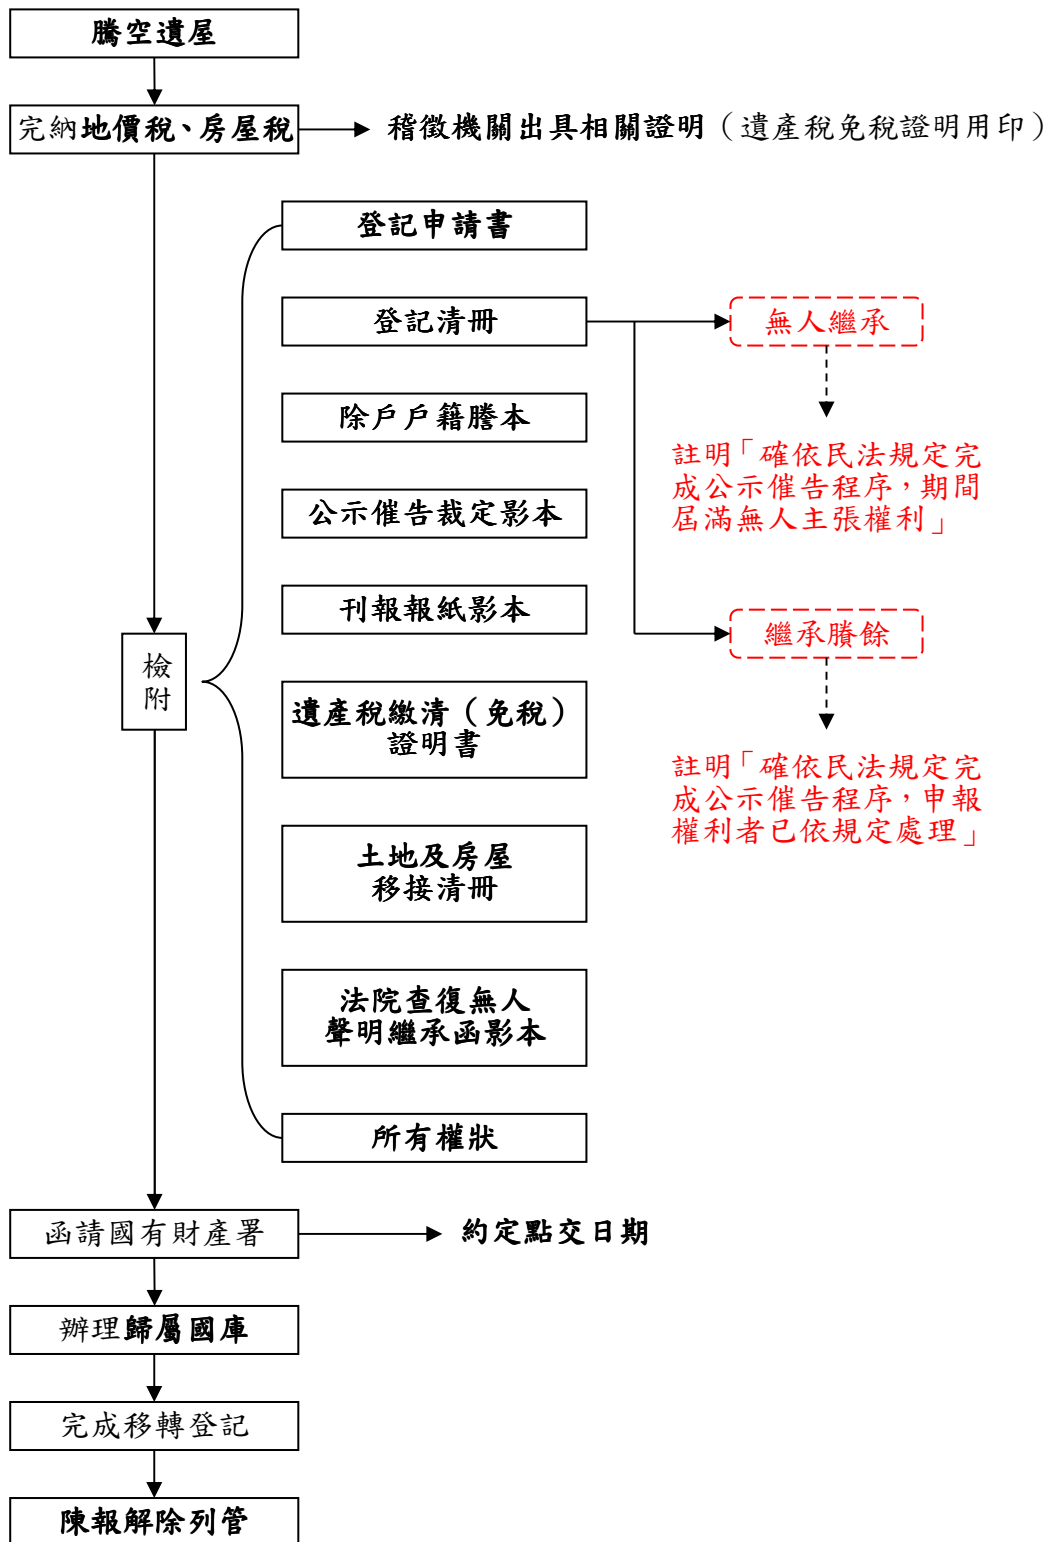 騰空遺屋
完納地價稅、房屋稅
稽徵機關出具相關證明（遺產稅免稅證明用印）
登記申請書
登記清冊
無人繼承
除戶戶籍謄本
註明「確依民法規定完
成公示催告程序，期間
屆滿無人主張權利」
公示催告裁定影本
刊報報紙影本
繼承賸餘
檢
附
遺產稅繳清（免稅）
證明書
註明「確依民法規定完
成公示催告程序，申報
權利者已依規定處理」
土地及房屋
移接清冊
法院查復無人
聲明繼承函影本
所有權狀
函請國有財產署
約定點交日期
辦理歸屬國庫
完成移轉登記
陳報解除列管